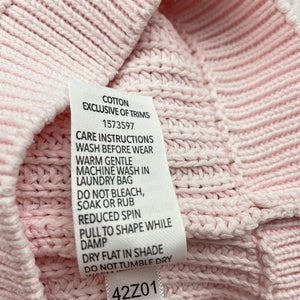 COTTON
EXCLUSIVE OF TRIMS
1573597
CARE INSTRUCTIONS
WASH BEFORE WEAR
WARM GENTLE
MACHINE WASH IN
LAUNDRY BAG
DO NOT BLEACH,
SOAK OR RUB
REDUCED SPIN
PULL TO SHAPE WHILE
DAMP
DRY FLAT IN SHADE
DO NOT TUMBLE DRY
42Z01